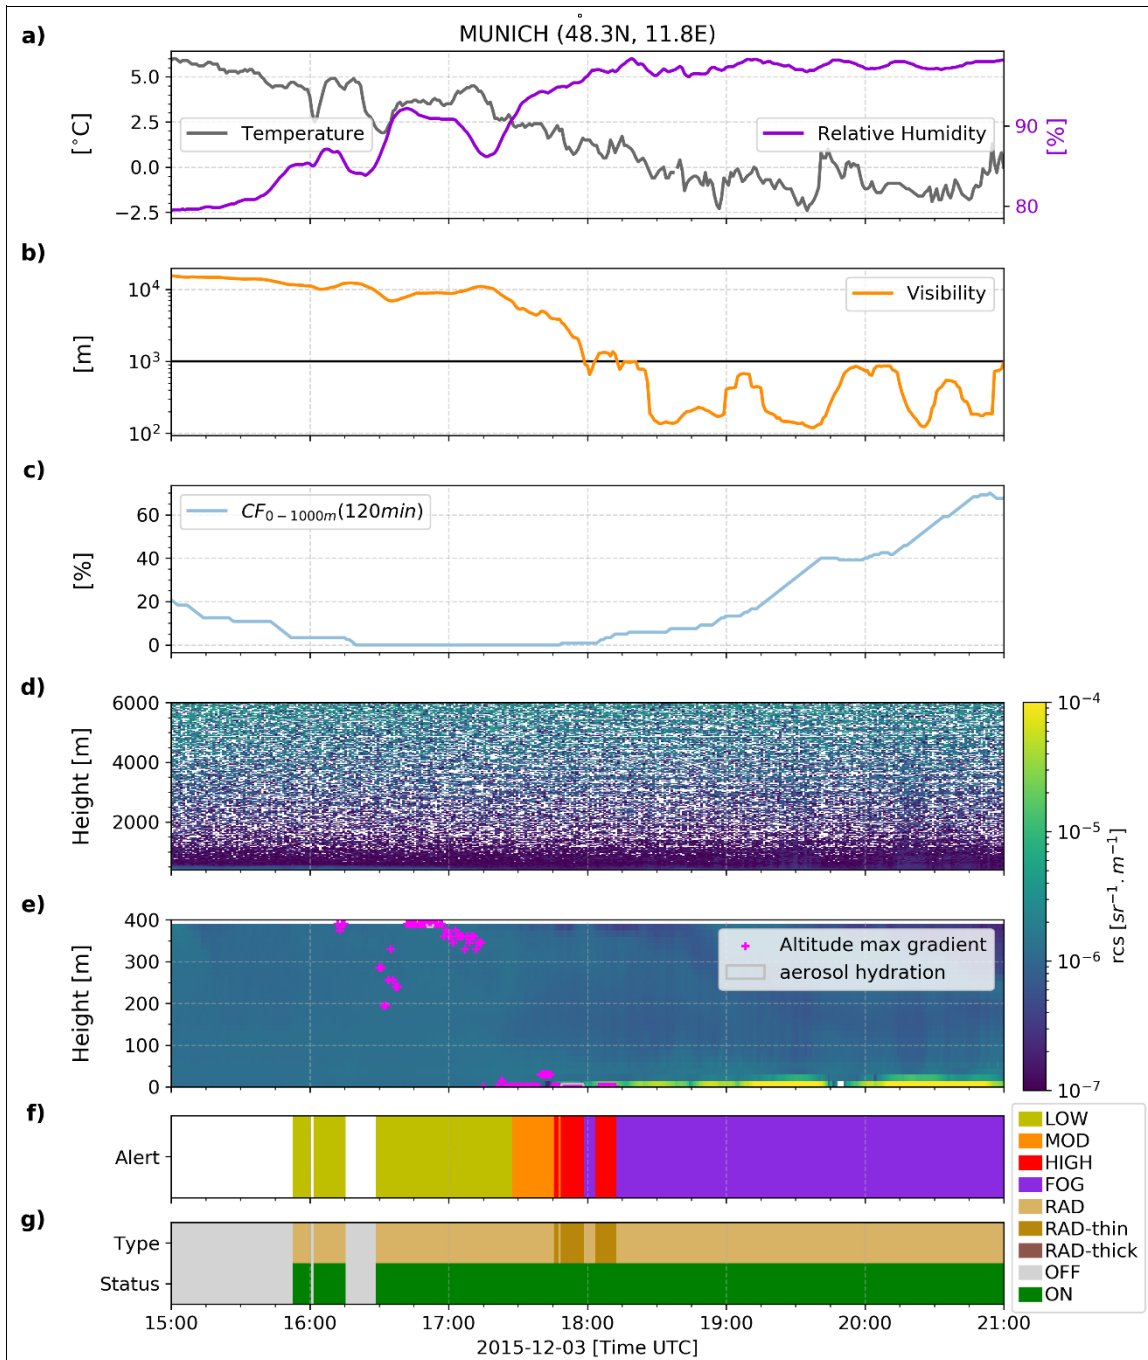 MUNICH (48.3N, 11.8E)
a)
5.0
2.5
0.0
−2.5
[°C]
Temperature
Relative Humidity
90
80
[%]
b)
10⁴
10³
10²
[m]
Visibility
c)
60
40
20
0
[%]
CF₀₋₁₀₀₀ₘ(120min)
d)
6000
4000
2000
Height [m]
e)
400
300
200
100
0
Height [m]
Altitude max gradient
aerosol hydration
10⁻⁴
10⁻⁵
10⁻⁶
10⁻⁷
rcs [sr⁻¹.m⁻¹]
f)
Alert
g)
Type
Status
LOW
MOD
HIGH
FOG
RAD
RAD-thin
RAD-thick
OFF
ON
15:00 16:00 17:00 18:00 19:00 20:00 21:00
2015-12-03 [Time UTC]